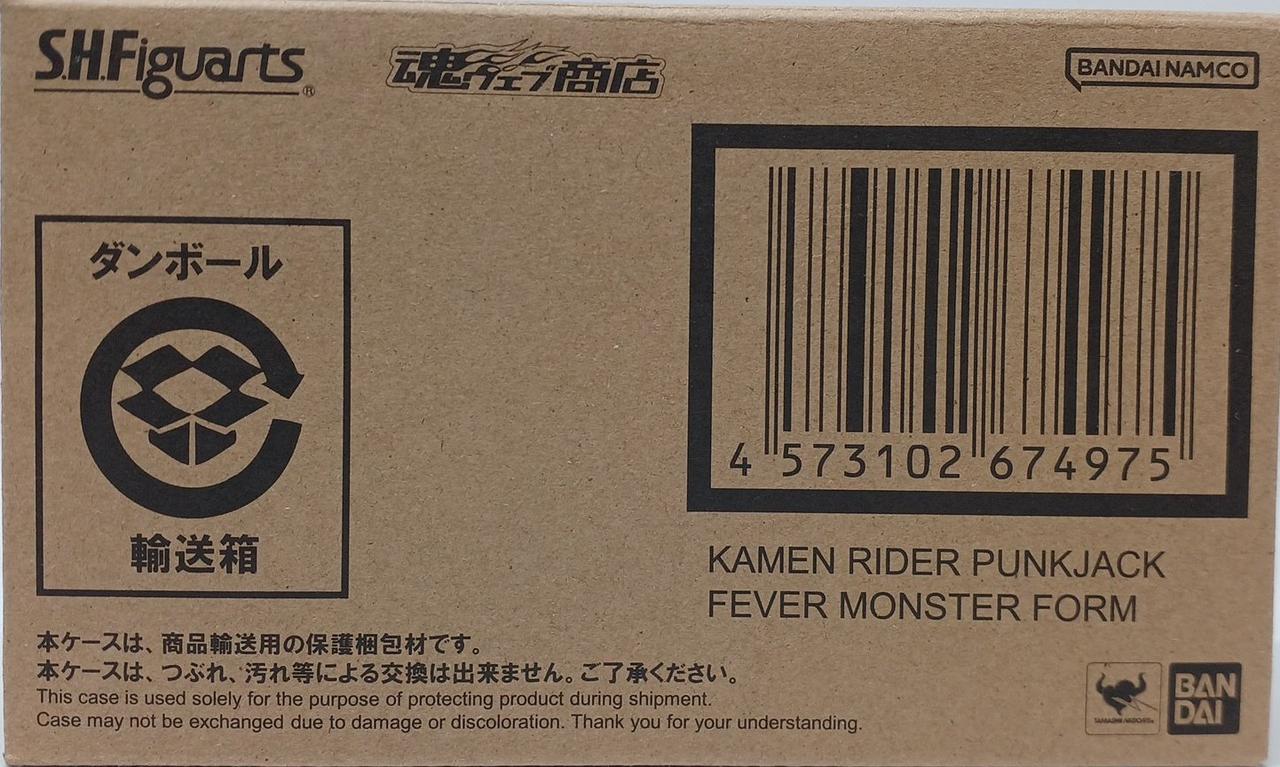 S.H.Figuarts®
魂ウェブ商店
BANDAI NAMCO
ダンボール
輸送箱
4 573102 674975
KAMEN RIDER PUNKJACK
FEVER MONSTER FORM
本ケースは、商品輸送用の保護梱包材です。
本ケースは、つぶれ、汚れ等による交換は出来ません。ご了承ください。
This case is used solely for the purpose of protecting product during shipment.
Case may not be exchanged due to damage or discoloration. Thank you for your understanding.
TAMASHII NATIONS
BAN
DAI